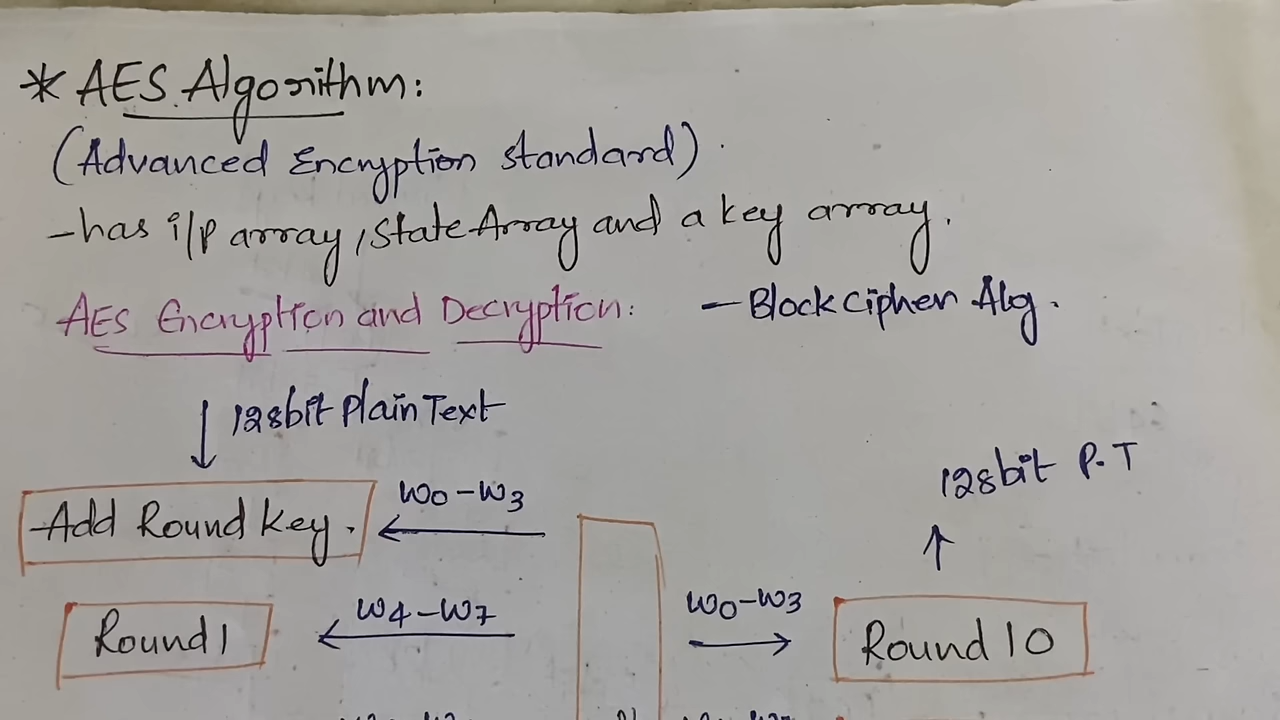 * AES Algorithm:
(Advanced Encryption Standard)
- has i/p array, State Array and a key array.
AES Encryption and Decryption: - Block Cipher Alg.
128bit Plain Text
128bit P.T
Add Round Key.
W0-W3
Round 1
W4-W7
W0-W3
Round 10